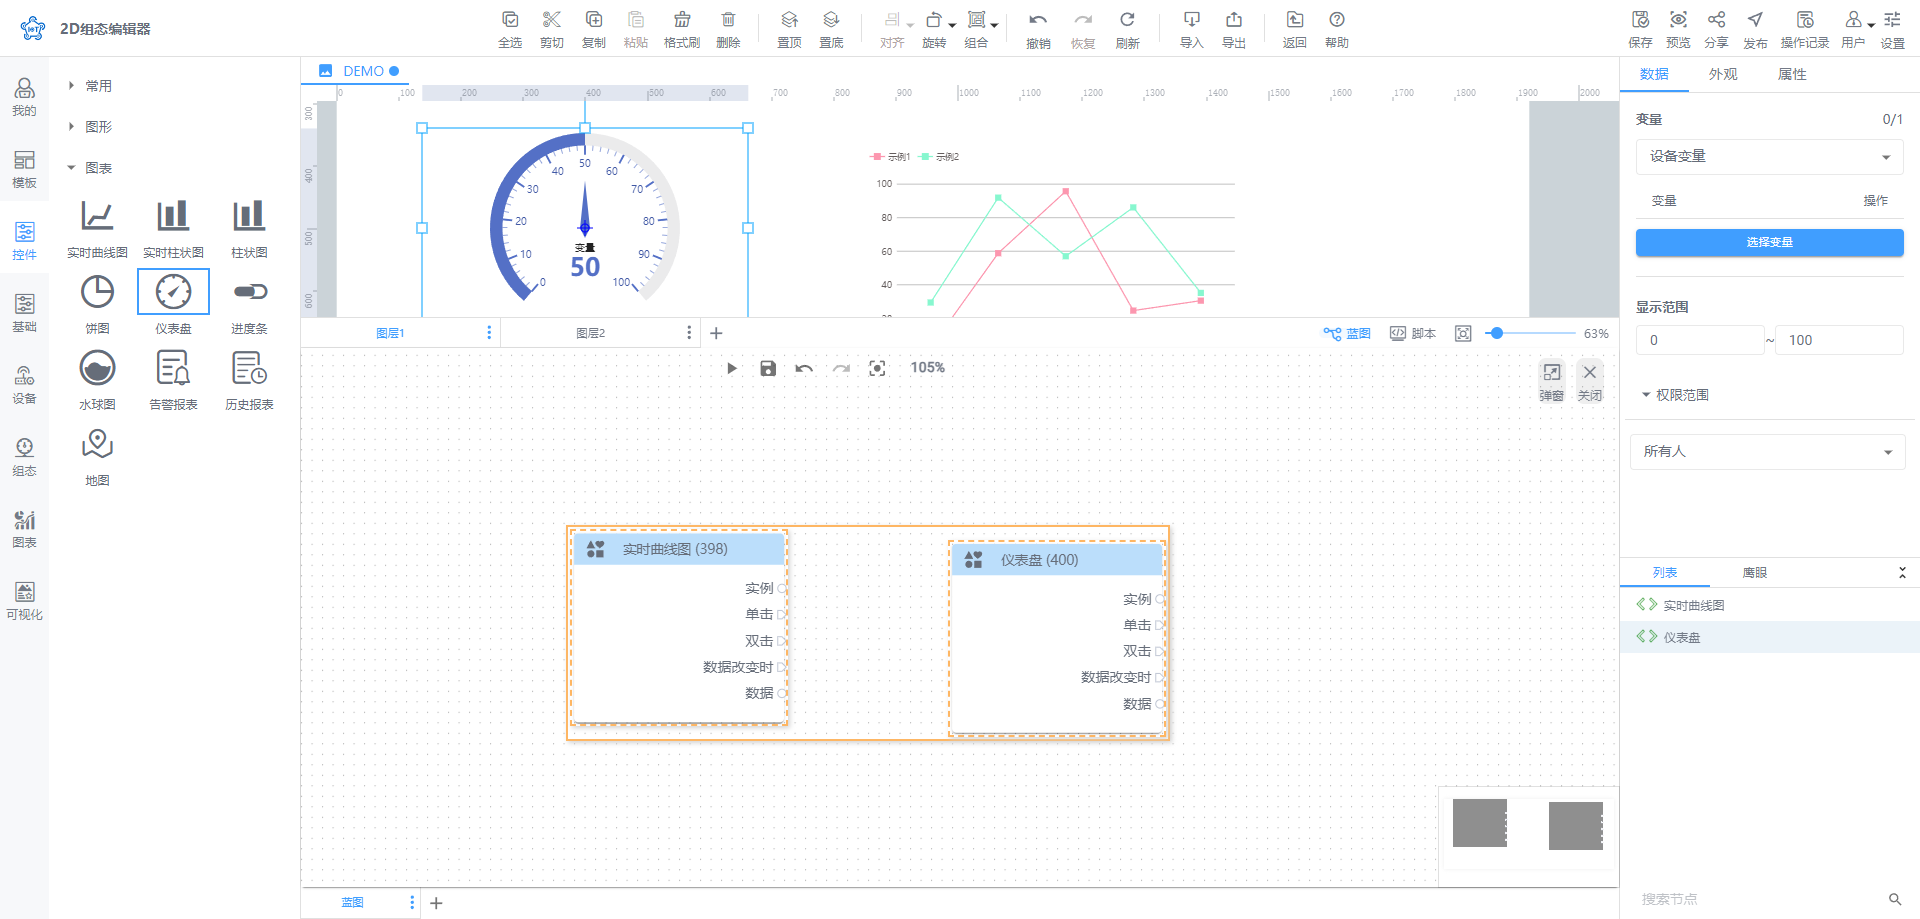 2D组态编辑器
全选 剪切 复制 粘贴 格式刷 删除 置顶 置底 对齐 旋转 组合 撤销 恢复 刷新 导入 导出 返回 帮助
保存 预览 分享 发布 操作记录 用户 设置
我的
模板
控件
基础
设备
组态
图表
可视化
常用
图形
图表
实时曲线图 实时柱状图 柱状图
饼图 仪表盘 进度条
水球图 告警报表 历史报表
地图
DEMO
0 100 200 300 400 500 600 700 800 900 1000 1100 1200 1300 1400 1500 1600 1700 1800 1900 2000
300
400
500
600
0 10 20 30 40 50 60 70 80 90 100
变量
50
示例1 示例2
100
80
60
40
20
图层1 图层2 +
蓝图 脚本 63%
105%
弹窗 关闭
实时曲线图 (398)
实例
单击
双击
数据改变时
数据
仪表盘 (400)
实例
单击
双击
数据改变时
数据
蓝图 +
数据 外观 属性
变量 0/1
设备变量
变量 操作
选择变量
显示范围
0 ~ 100
权限范围
所有人
列表 鹰眼
实时曲线图
仪表盘
搜索节点